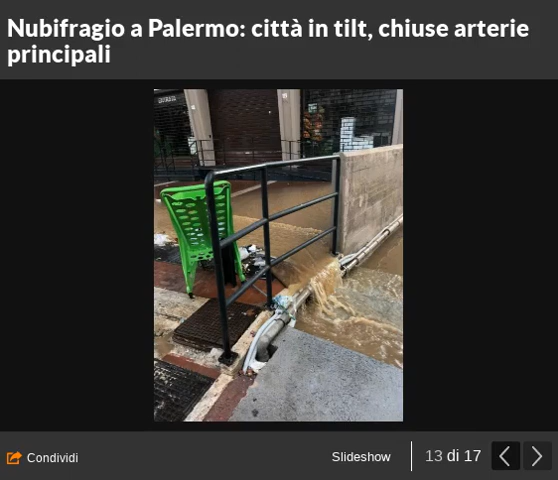 Nubifragio a Palermo: città in tilt, chiuse arterie
principali
Condividi
Slideshow
13 di 17